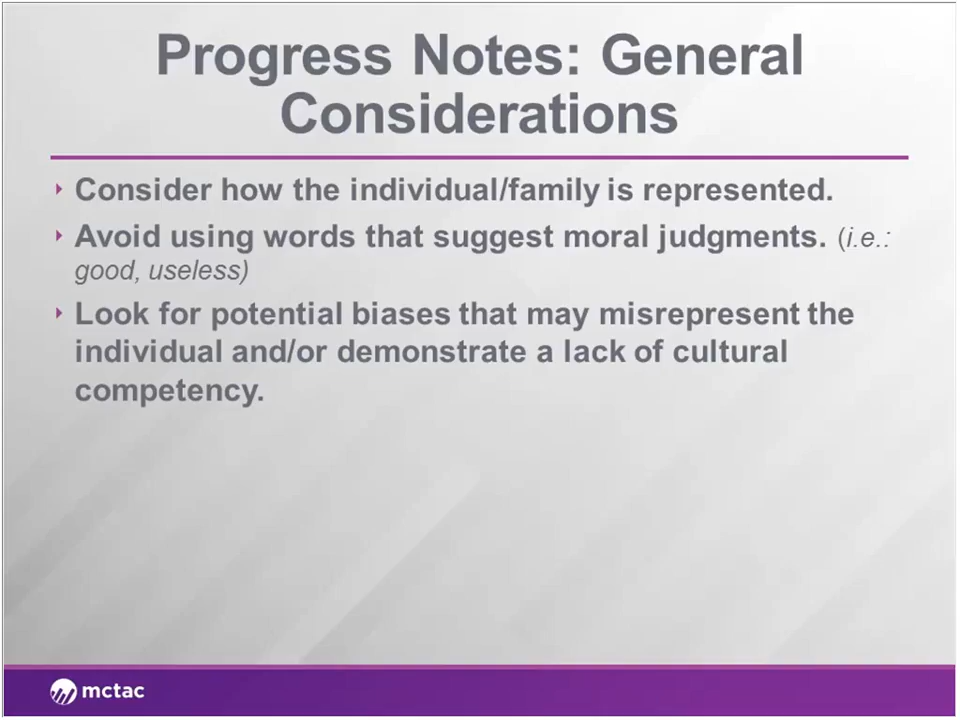 Progress Notes: General
Considerations
Consider how the individual/family is represented.
Avoid using words that suggest moral judgments. (i.e.:
good, useless)
Look for potential biases that may misrepresent the
individual and/or demonstrate a lack of cultural
competency.
mctac